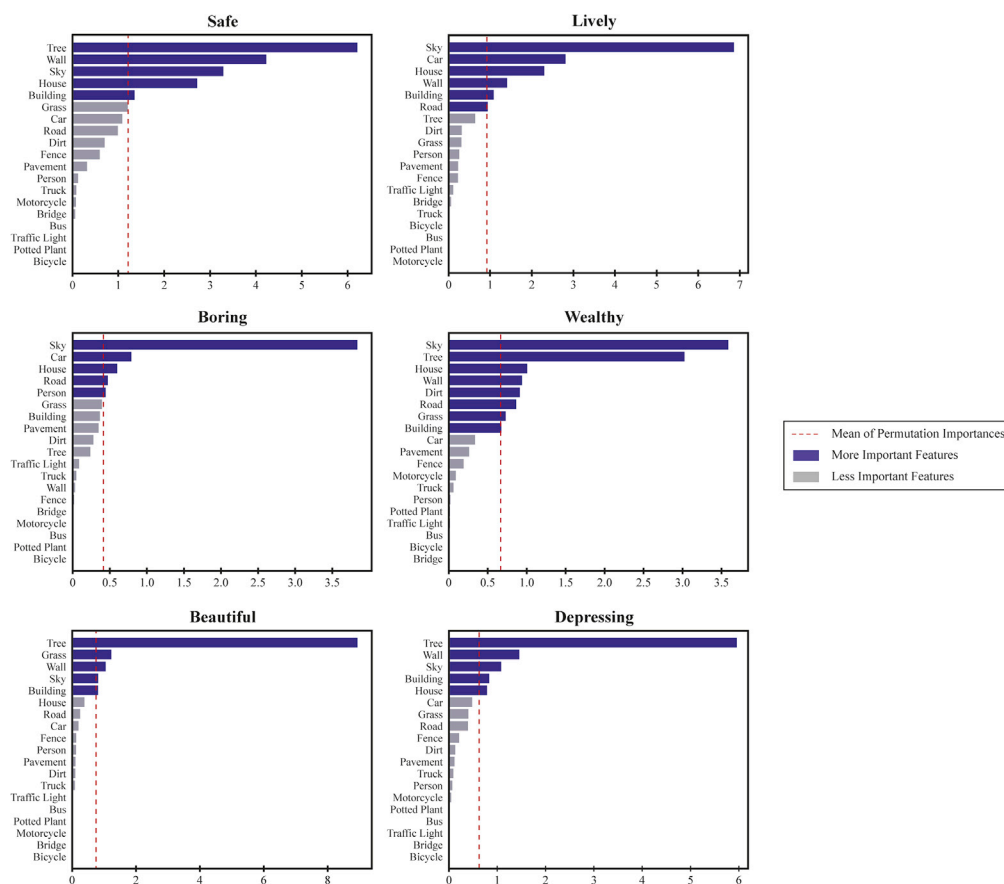 Safe
Tree
Wall
Sky
House
Building
Grass
Car
Road
Dirt
Fence
Pavement
Person
Truck
Motorcycle
Bridge
Bus
Traffic Light
Potted Plant
Bicycle
0 1 2 3 4 5 6
Lively
Sky
Car
House
Wall
Building
Road
Tree
Dirt
Grass
Person
Pavement
Fence
Traffic Light
Bridge
Truck
Bicycle
Bus
Potted Plant
Motorcycle
0 1 2 3 4 5 6 7
Boring
Sky
Car
House
Road
Person
Grass
Building
Pavement
Dirt
Tree
Traffic Light
Truck
Wall
Fence
Bridge
Motorcycle
Bus
Potted Plant
Bicycle
0 0.5 1.0 1.5 2.0 2.5 3.0 3.5
Wealthy
Sky
Tree
House
Wall
Dirt
Road
Grass
Building
Car
Pavement
Fence
Motorcycle
Truck
Person
Potted Plant
Traffic Light
Bus
Bicycle
Bridge
0 0.5 1.0 1.5 2.0 2.5 3.0 3.5
Mean of Permutation Importances
More Important Features
Less Important Features
Beautiful
Tree
Grass
Wall
Sky
Building
House
Road
Car
Fence
Person
Pavement
Dirt
Truck
Traffic Light
Bus
Potted Plant
Motorcycle
Bridge
Bicycle
0 2 4 6 8
Depressing
Tree
Wall
Sky
Building
House
Car
Grass
Road
Fence
Dirt
Pavement
Truck
Person
Motorcycle
Potted Plant
Bus
Traffic Light
Bridge
Bicycle
0 1 2 3 4 5 6